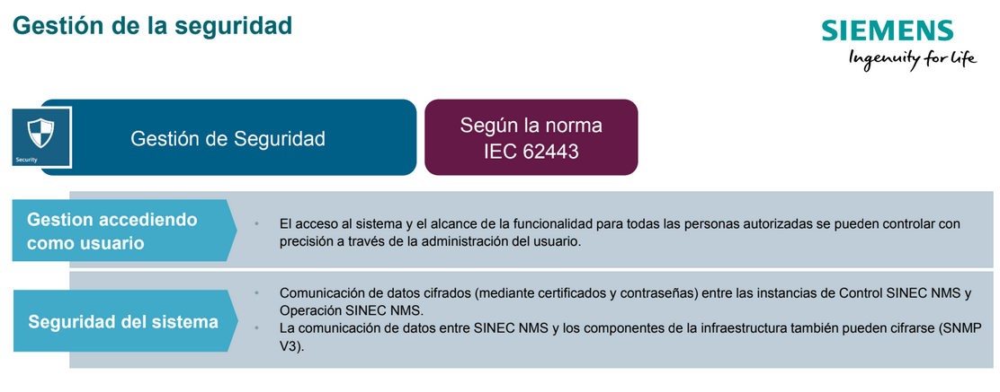 Gestión de la seguridad
SIEMENS
Ingenuity for life
Security
Gestión de Seguridad
Según la norma
IEC 62443
Gestion accediendo
como usuario
• El acceso al sistema y el alcance de la funcionalidad para todas las personas autorizadas se pueden controlar con
precisión a través de la administración del usuario.
Seguridad del sistema
• Comunicación de datos cifrados (mediante certificados y contraseñas) entre las instancias de Control SINEC NMS y
Operación SINEC NMS.
• La comunicación de datos entre SINEC NMS y los componentes de la infraestructura también pueden cifrarse (SNMP
V3).